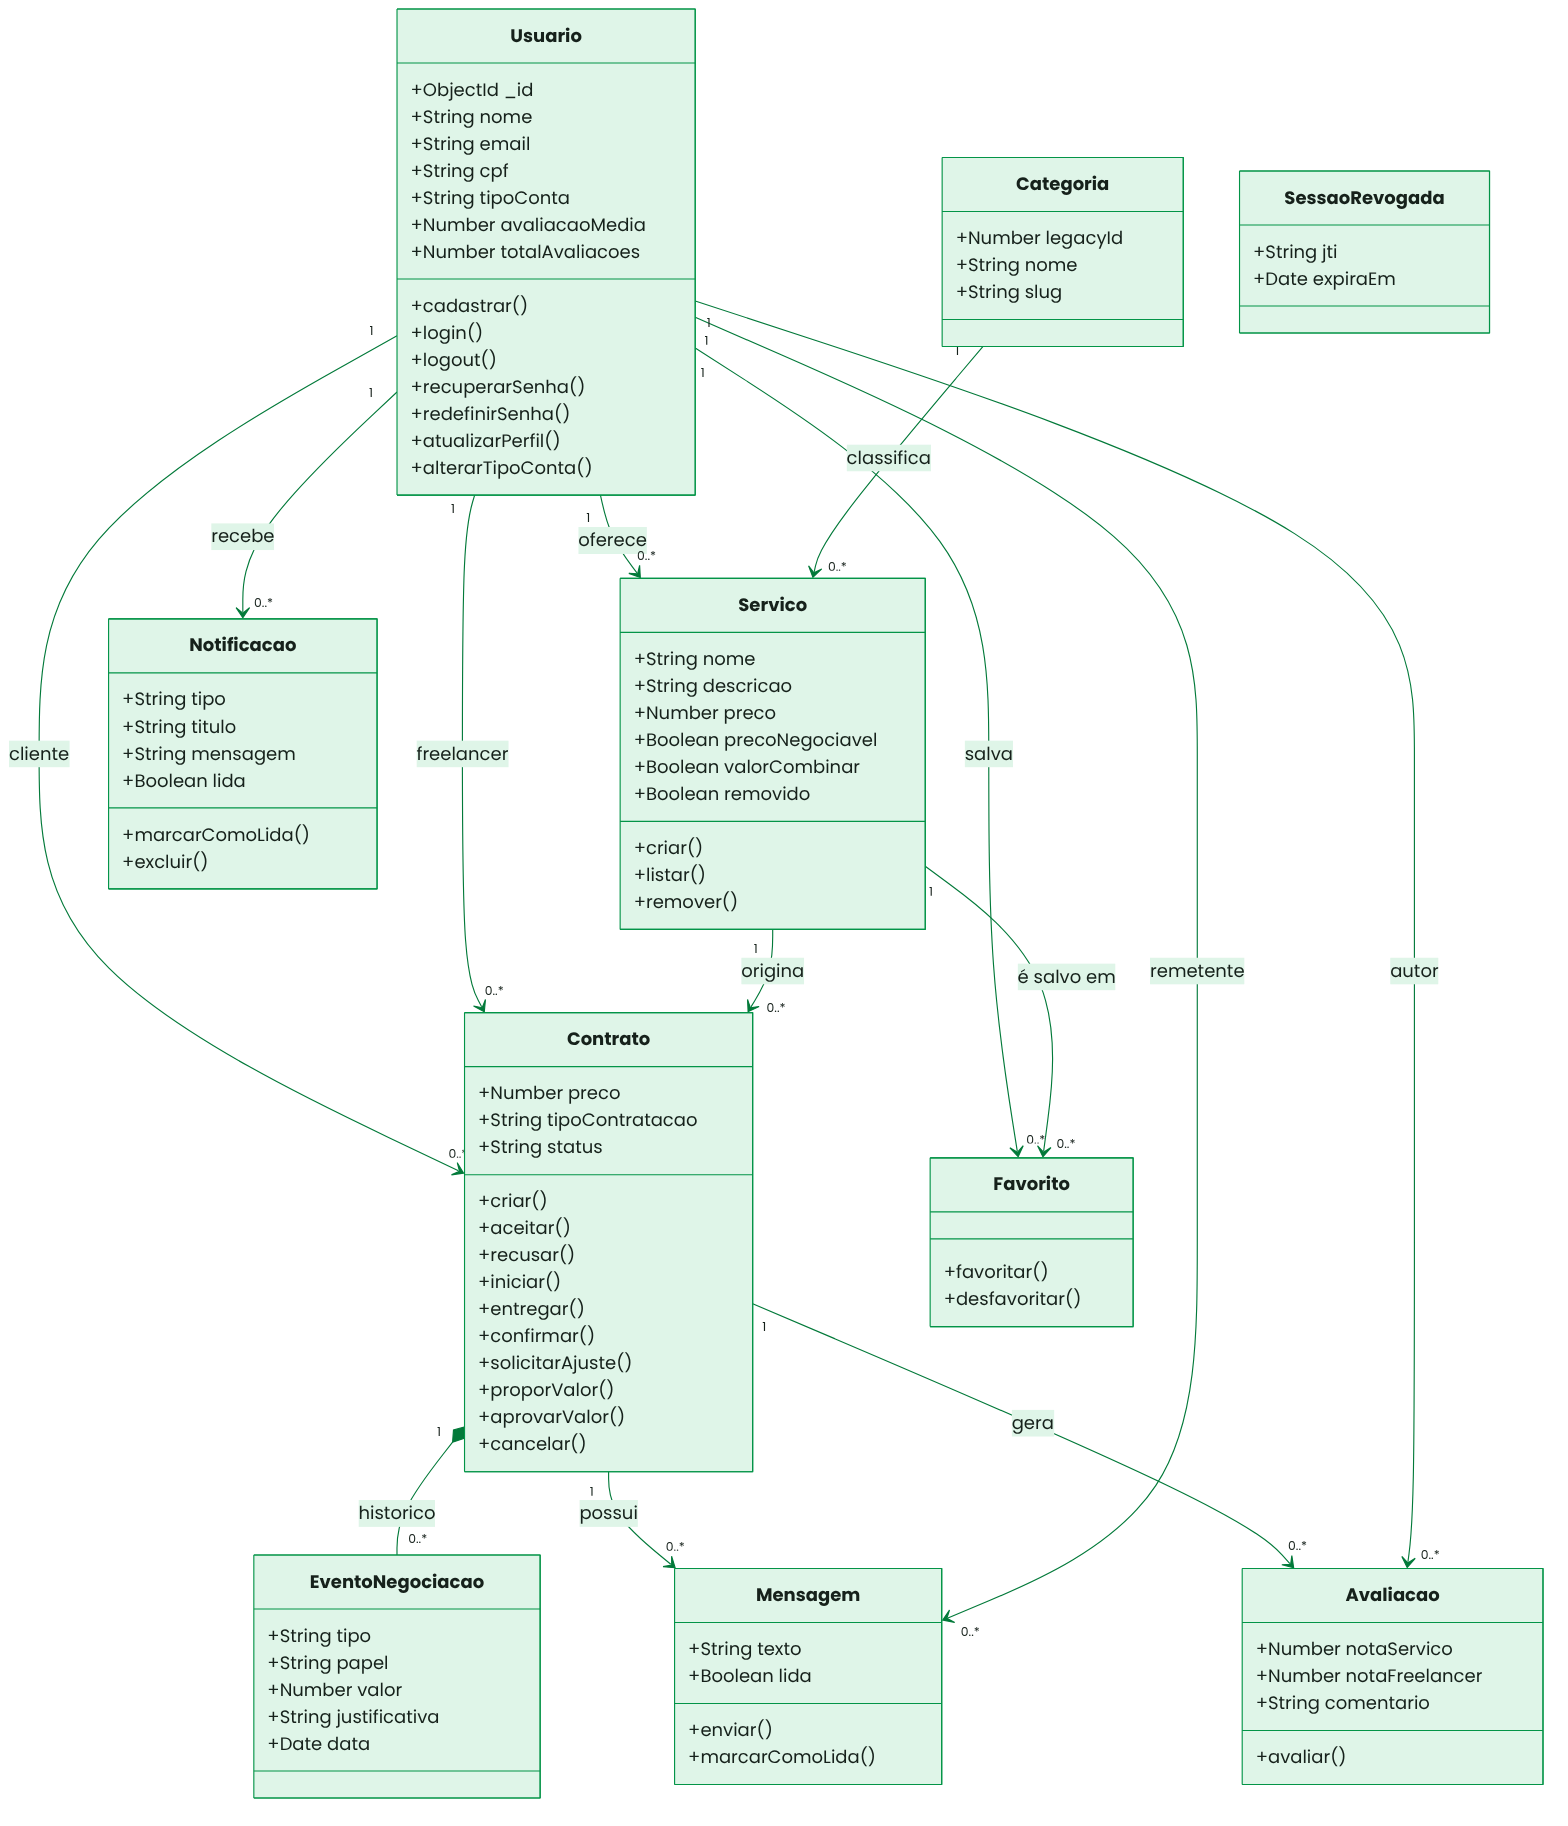 Usuario
+ObjectId _id
+String nome
+String email
+String cpf
+String tipoConta
+Number avaliacaoMedia
+Number totalAvaliacoes
+cadastrar()
+login()
+logout()
+recuperarSenha()
+redefinirSenha()
+atualizarPerfil()
+alterarTipoConta()
Categoria
+Number legacyId
+String nome
+String slug
SessaoRevogada
+String jti
+Date expiraEm
1
1
1
1
1
1
1
1
classifica
recebe
oferece
0..*
0..*
0..*
Notificacao
+String tipo
+String titulo
+String mensagem
+Boolean lida
+marcarComoLida()
+excluir()
Servico
+String nome
+String descricao
+Number preco
+Boolean precoNegociavel
+Boolean valorCombinar
+Boolean removido
+criar()
+listar()
+remover()
cliente
freelancer
salva
1
1
origina
é salvo em
remetente
autor
0..*
0..*
Contrato
+Number preco
+String tipoContratacao
+String status
+criar()
+aceitar()
+recusar()
+iniciar()
+entregar()
+confirmar()
+solicitarAjuste()
+proporValor()
+aprovarValor()
+cancelar()
0..*
0..*
0..*
Favorito
+favoritar()
+desfavoritar()
1
gera
1
1
historico
possui
0..*
0..*
0..*
0..*
0..*
EventoNegociacao
+String tipo
+String papel
+Number valor
+String justificativa
+Date data
Mensagem
+String texto
+Boolean lida
+enviar()
+marcarComoLida()
Avaliacao
+Number notaServico
+Number notaFreelancer
+String comentario
+avaliar()